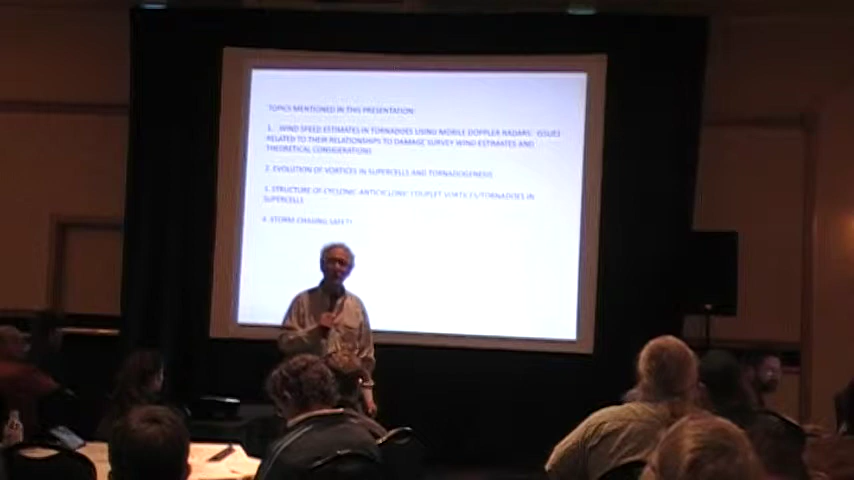 TOPICS MENTIONED IN THIS PRESENTATION:
1. WIND SPEED ESTIMATES IN TORNADOES USING MOBILE DOPPLER RADARS: ISSUES
RELATED TO THEIR RELATIONSHIPS TO DAMAGE SURVEY WIND ESTIMATES AND
THEORETICAL CONSIDERATIONS
2. EVOLUTION OF VORTICES IN SUPERCELLS AND TORNADOGENESIS
3. STRUCTURE OF CYCLONIC-ANTICYCLONIC COUPLET VORTICES/TORNADOES IN
SUPERCELLS
4. STORM CHASING SAFETY